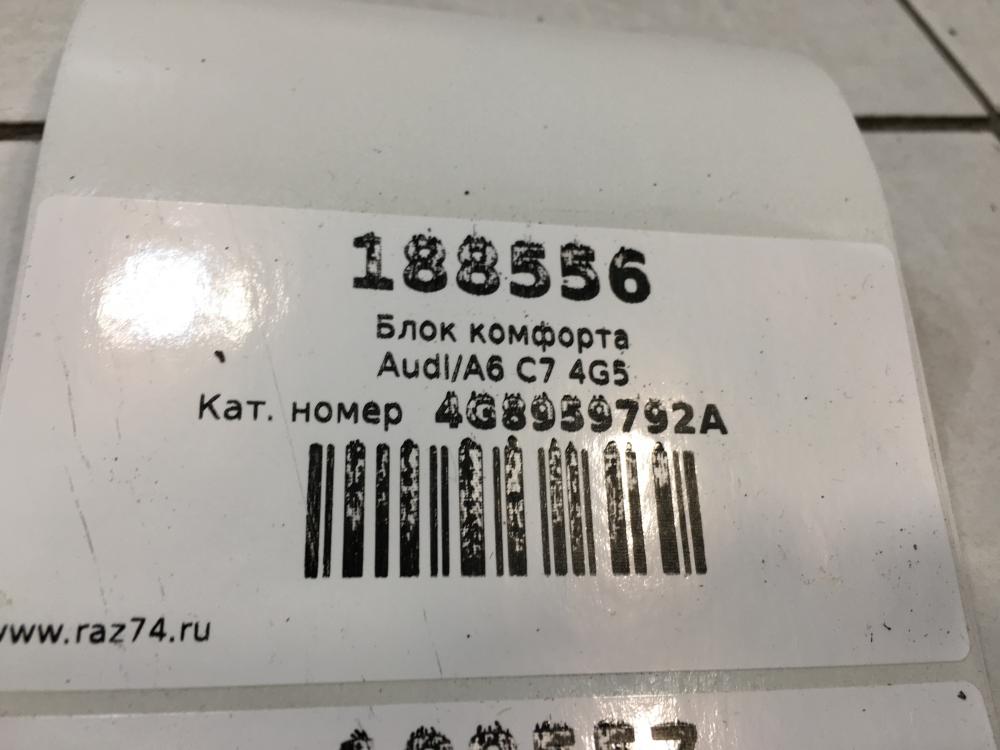 188556
Блок комфорта
Audi/A6 C7 4G5
Кат. номер 4G8959792A
www.raz74.ru